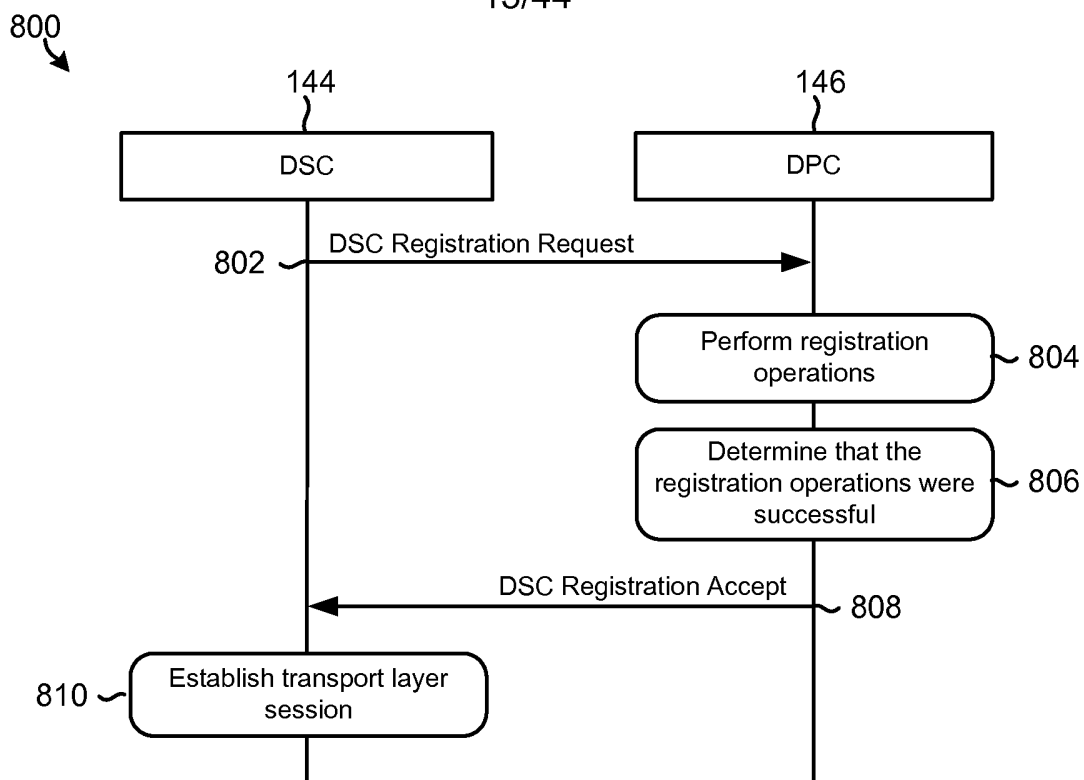 800
144
146
DSC
DPC
DSC Registration Request
802
Perform registration
operations
804
Determine that the
registration operations were
successful
806
DSC Registration Accept
808
Establish transport layer
session
810